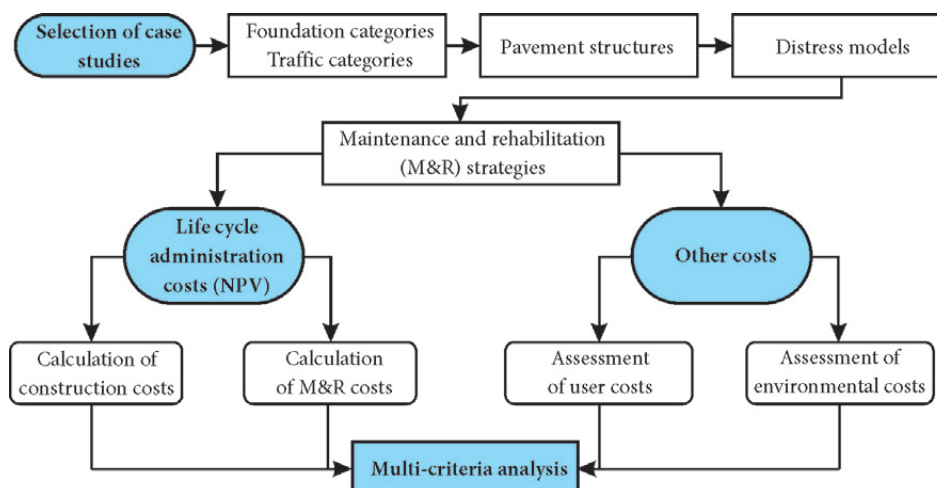 Selection of case
studies
Foundation categories
Traffic categories
Pavement structures
Distress models
Maintenance and rehabilitation
(M&R) strategies
Life cycle
administration
costs (NPV)
Other costs
Calculation of
construction costs
Calculation
of M&R costs
Assessment
of user costs
Assessment of
environmental costs
Multi-criteria analysis